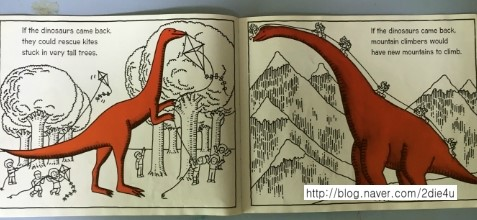 If the dinosaurs came back,
they could rescue kites
stuck in very tall trees.
If the dinosaurs came back,
mountain climbers would
have new mountains to climb.
http://blog.naver.com/2die4u